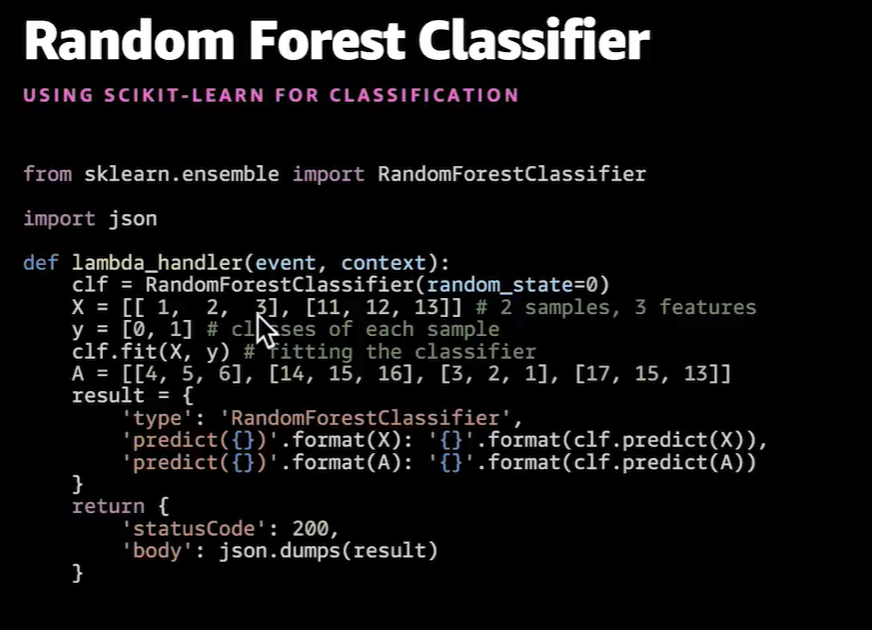 Random Forest Classifier
USING SCIKIT-LEARN FOR CLASSIFICATION
from sklearn.ensemble import RandomForestClassifier
import json
def lambda_handler(event, context):
    clf = RandomForestClassifier(random_state=0)
    X = [[ 1,  2,  3], [11, 12, 13]] # 2 samples, 3 features
    y = [0, 1] # classes of each sample
    clf.fit(X, y) # fitting the classifier
    A = [[4, 5, 6], [14, 15, 16], [3, 2, 1], [17, 15, 13]]
    result = {
        'type': 'RandomForestClassifier',
        'predict({})'.format(X): '{}'.format(clf.predict(X)),
        'predict({})'.format(A): '{}'.format(clf.predict(A))
    }
    return {
        'statusCode': 200,
        'body': json.dumps(result)
    }